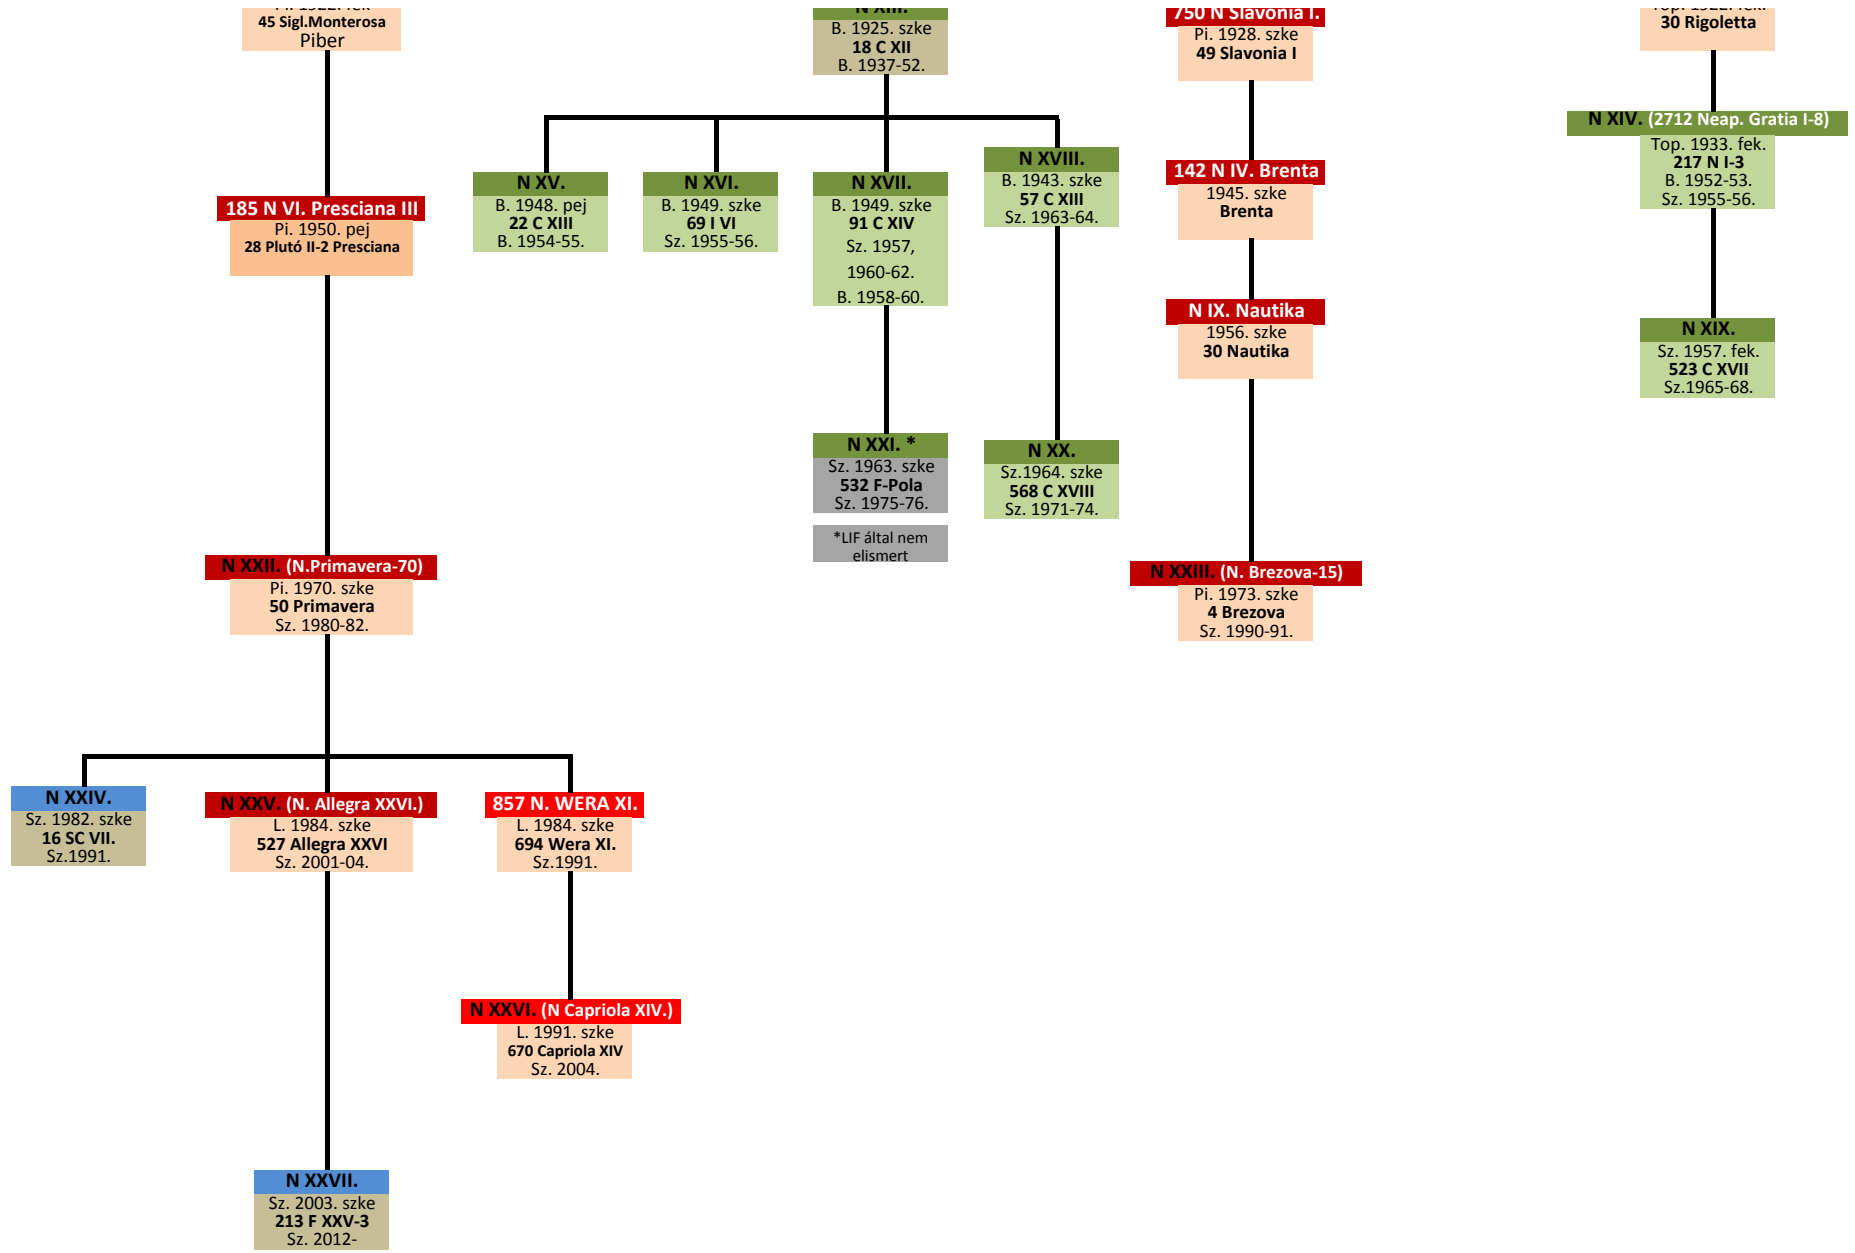 45 Sigl.Monterosa
Piber
185 N VI. Presciana III
Pi. 1950. pej
28 Plutó II-2 Presciana
N XXII. (N.Primavera-70)
Pi. 1970. szke
50 Primavera
Sz. 1980-82.
N XXIV.
Sz. 1982. szke
16 SC VII.
Sz.1991.
N XXV. (N. Allegra XXVI.)
L. 1984. szke
527 Allegra XXVI
Sz. 2001-04.
857 N. WERA XI.
L. 1984. szke
694 Wera XI.
Sz.1991.
N XXVI. (N Capriola XIV.)
L. 1991. szke
670 Capriola XIV
Sz. 2004.
N XXVII.
Sz. 2003. szke
213 F XXV-3
Sz. 2012-
N XIII.
B. 1925. szke
18 C XII
B. 1937-52.
N XV.
B. 1948. pej
22 C XIII
B. 1954-55.
N XVI.
B. 1949. szke
69 I VI
Sz. 1955-56.
N XVII.
B. 1949. szke
91 C XIV
Sz. 1957,
1960-62.
B. 1958-60.
N XVIII.
B. 1943. szke
57 C XIII
Sz. 1963-64.
N XXI. *
Sz. 1963. szke
532 F-Pola
Sz. 1975-76.
*LIF által nem
elismert
N XX.
Sz.1964. szke
568 C XVIII
Sz. 1971-74.
750 N Slavonia I.
Pi. 1928. szke
49 Slavonia I
142 N IV. Brenta
1945. szke
Brenta
N IX. Nautika
1956. szke
30 Nautika
N XXIII. (N. Brezova-15)
Pi. 1973. szke
4 Brezova
Sz. 1990-91.
30 Rigoletta
N XIV. (2712 Neap. Gratia I-8)
Top. 1933. fek.
217 N I-3
B. 1952-53.
Sz. 1955-56.
N XIX.
Sz. 1957. fek.
523 C XVII
Sz.1965-68.